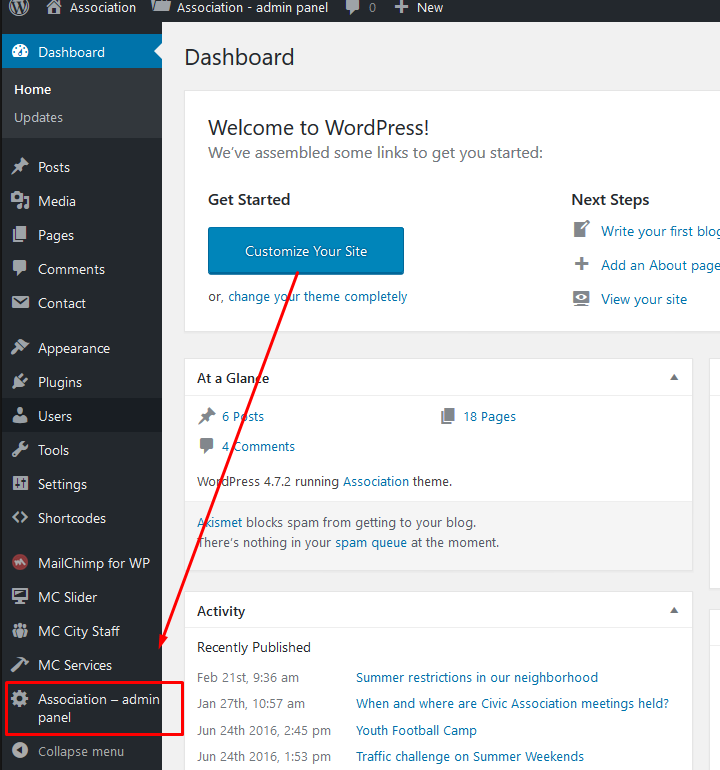 Association
Association - admin panel
0
New
Dashboard
Home
Updates
Posts
Media
Pages
Comments
Contact
Appearance
Plugins
Users
Tools
Settings
Shortcodes
MailChimp for WP
MC Slider
MC City Staff
MC Services
Association – admin
panel
Collapse menu
Dashboard
Welcome to WordPress!
We've assembled some links to get you started:
Get Started
Customize Your Site
or, change your theme completely
Next Steps
Write your first blog
Add an About page
View your site
At a Glance
6 Posts
18 Pages
4 Comments
WordPress 4.7.2 running Association theme.
Akismet blocks spam from getting to your blog.
There's nothing in your spam queue at the moment.
Activity
Recently Published
Feb 21st, 9:36 am Summer restrictions in our neighborhood
Jan 27th, 10:57 am When and where are Civic Association meetings held?
Jun 24th 2016, 2:45 pm Youth Football Camp
Jun 24th 2016, 1:53 pm Traffic challenge on Summer Weekends